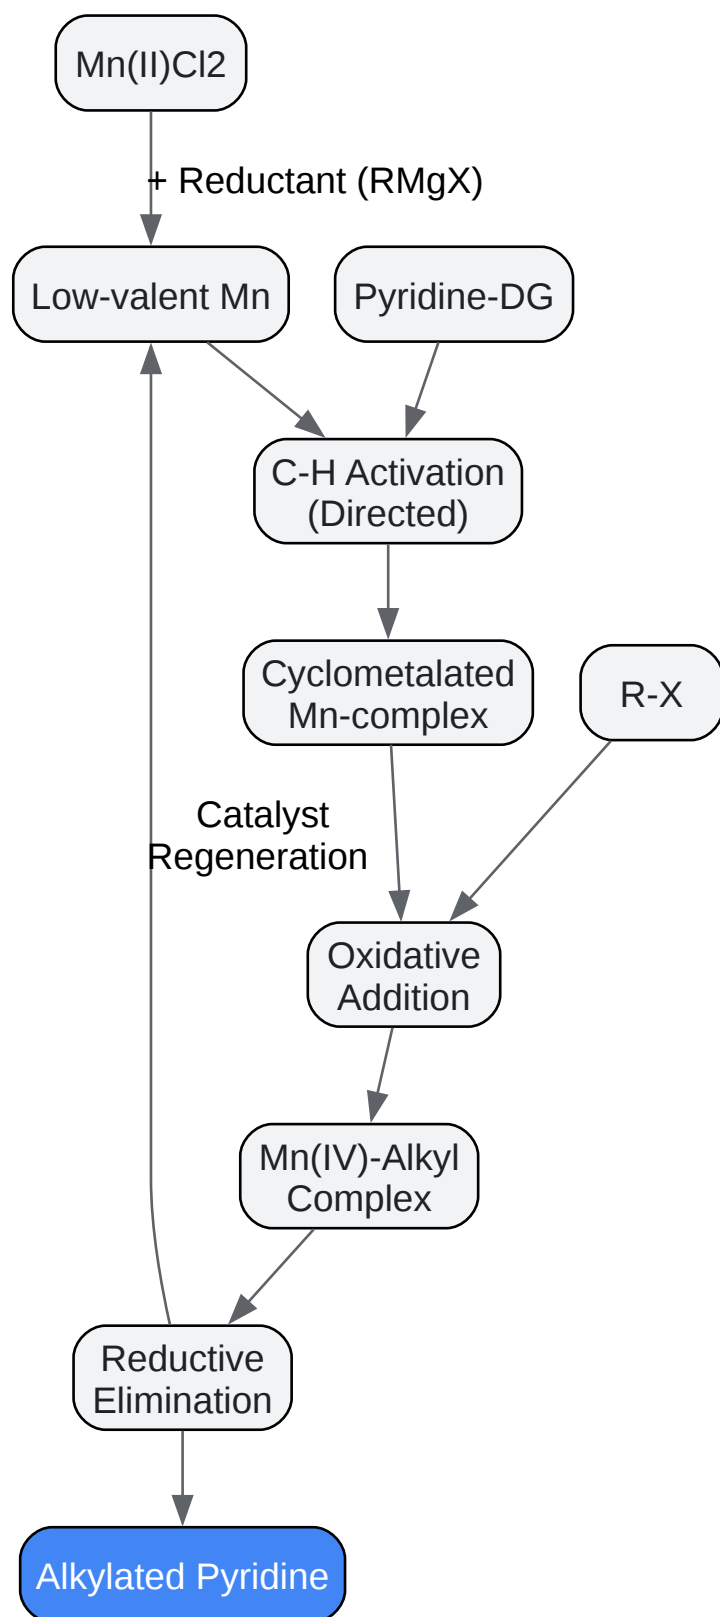 Mn(II)Cl2
+ Reductant (RMgX)
Low-valent Mn
Pyridine-DG
C-H Activation
(Directed)
Cyclometalated
Mn-complex
R-X
Catalyst
Regeneration
Oxidative
Addition
Mn(IV)-Alkyl
Complex
Reductive
Elimination
Alkylated Pyridine